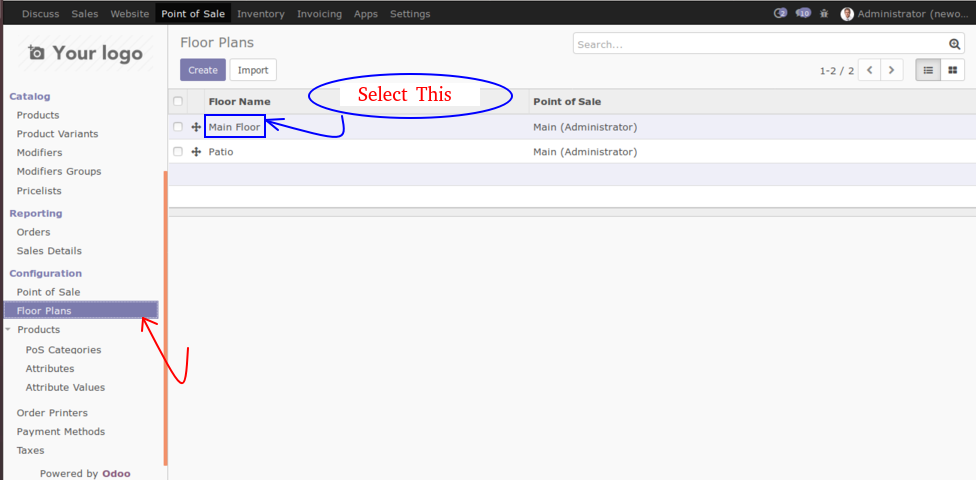 Discuss Sales Website Point of Sale Inventory Invoicing Apps Settings 2 10 Administrator (newo...
Your logo
Floor Plans
Search...
Create Import
1-2 / 2
Select This
Floor Name Point of Sale
Main Floor Main (Administrator)
Patio Main (Administrator)
Catalog
Products
Product Variants
Modifiers
Modifiers Groups
Pricelists
Reporting
Orders
Sales Details
Configuration
Point of Sale
Floor Plans
Products
PoS Categories
Attributes
Attribute Values
Order Printers
Payment Methods
Taxes
Powered by Odoo